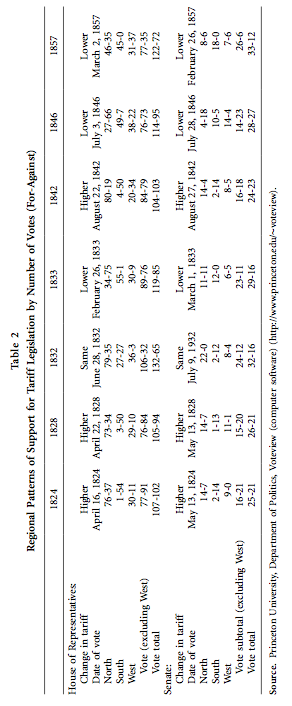 Table 2
Regional Patterns of Support for Tariff Legislation by Number of Votes (For-Against)
1824 1828 1832 1833 1842 1846 1857
House of Representatives:
Change in tariff Higher Higher Same Lower Higher Lower Lower
Date of vote April 16, 1824 April 22, 1828 June 28, 1832 February 26, 1833 August 22, 1842 July 3, 1846 March 2, 1857
North 76-37 73-34 79-35 34-75 80-19 27-66 46-35
South 1-54 3-50 27-27 55-1 4-50 49-7 45-0
West 30-11 29-10 36-3 30-9 20-34 38-22 31-37
Vote (excluding West) 77-91 76-84 106-32 89-76 84-79 76-73 77-35
Vote total 107-102 105-94 132-65 119-85 104-103 114-95 122-72
Senate:
Change in tariff Higher Higher Same Lower Higher Lower Lower
Date of vote May 13, 1824 May 13, 1828 July 9, 1932 March 1, 1833 August 27, 1842 July 28, 1846 February 26, 1857
North 14-7 14-7 22-0 11-11 14-4 4-18 8-6
South 2-14 1-13 2-12 12-0 2-14 10-5 18-0
West 9-0 11-1 8-4 6-5 8-5 14-4 7-6
Vote subtotal (excluding West) 16-21 15-20 24-12 23-11 16-18 14-23 26-6
Vote total 25-21 26-21 32-16 29-16 24-23 28-27 33-12
Source. Princeton University, Department of Politics, Voteview (computer software) (http://www.princeton.edu/~voteview).